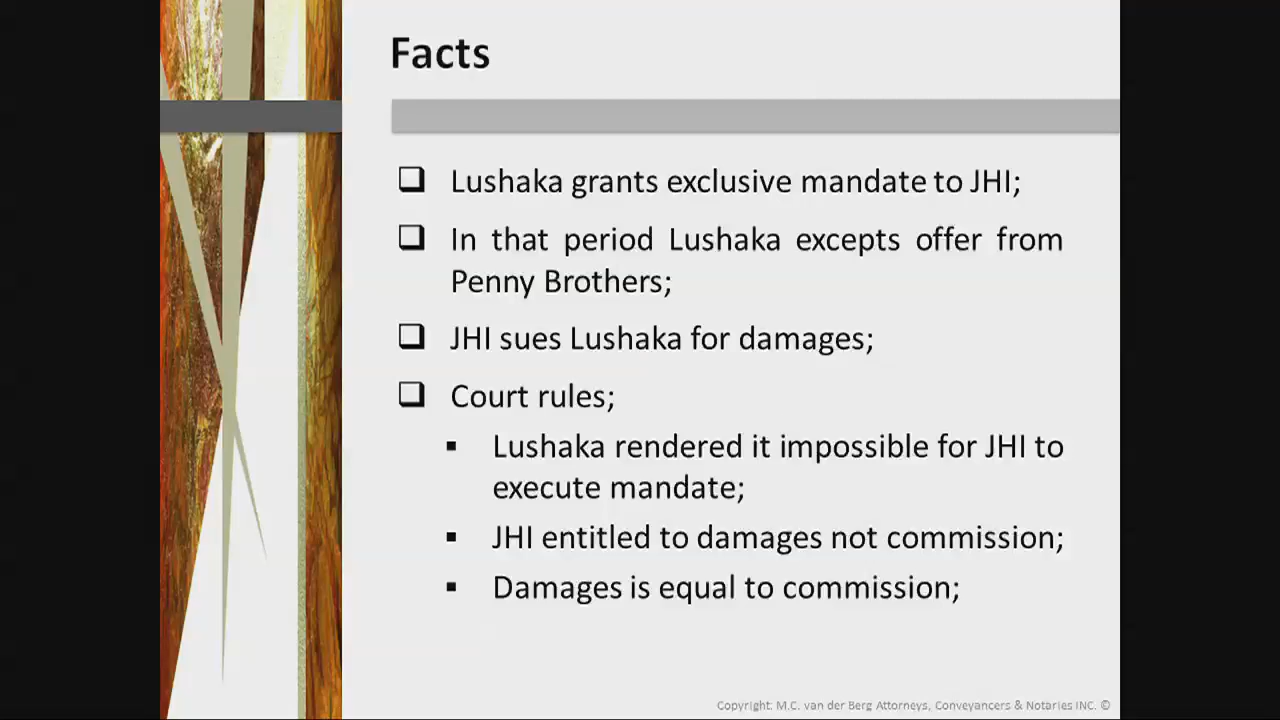 Facts
Lushaka grants exclusive mandate to JHI;
In that period Lushaka excepts offer from
Penny Brothers;
JHI sues Lushaka for damages;
Court rules;
Lushaka rendered it impossible for JHI to
execute mandate;
JHI entitled to damages not commission;
Damages is equal to commission;
Copyright: M.C. van der Berg Attorneys, Conveyancers & Notaries INC. ©